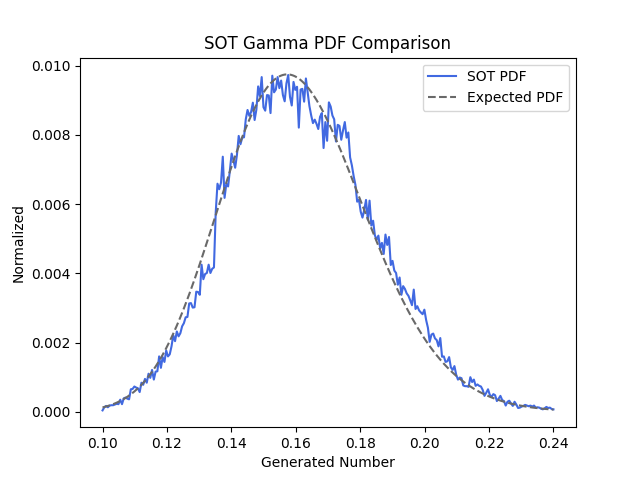 SOT Gamma PDF Comparison
SOT PDF
Expected PDF
Normalized
0.010
0.008
0.006
0.004
0.002
0.000
0.10 0.12 0.14 0.16 0.18 0.20 0.22 0.24
Generated Number